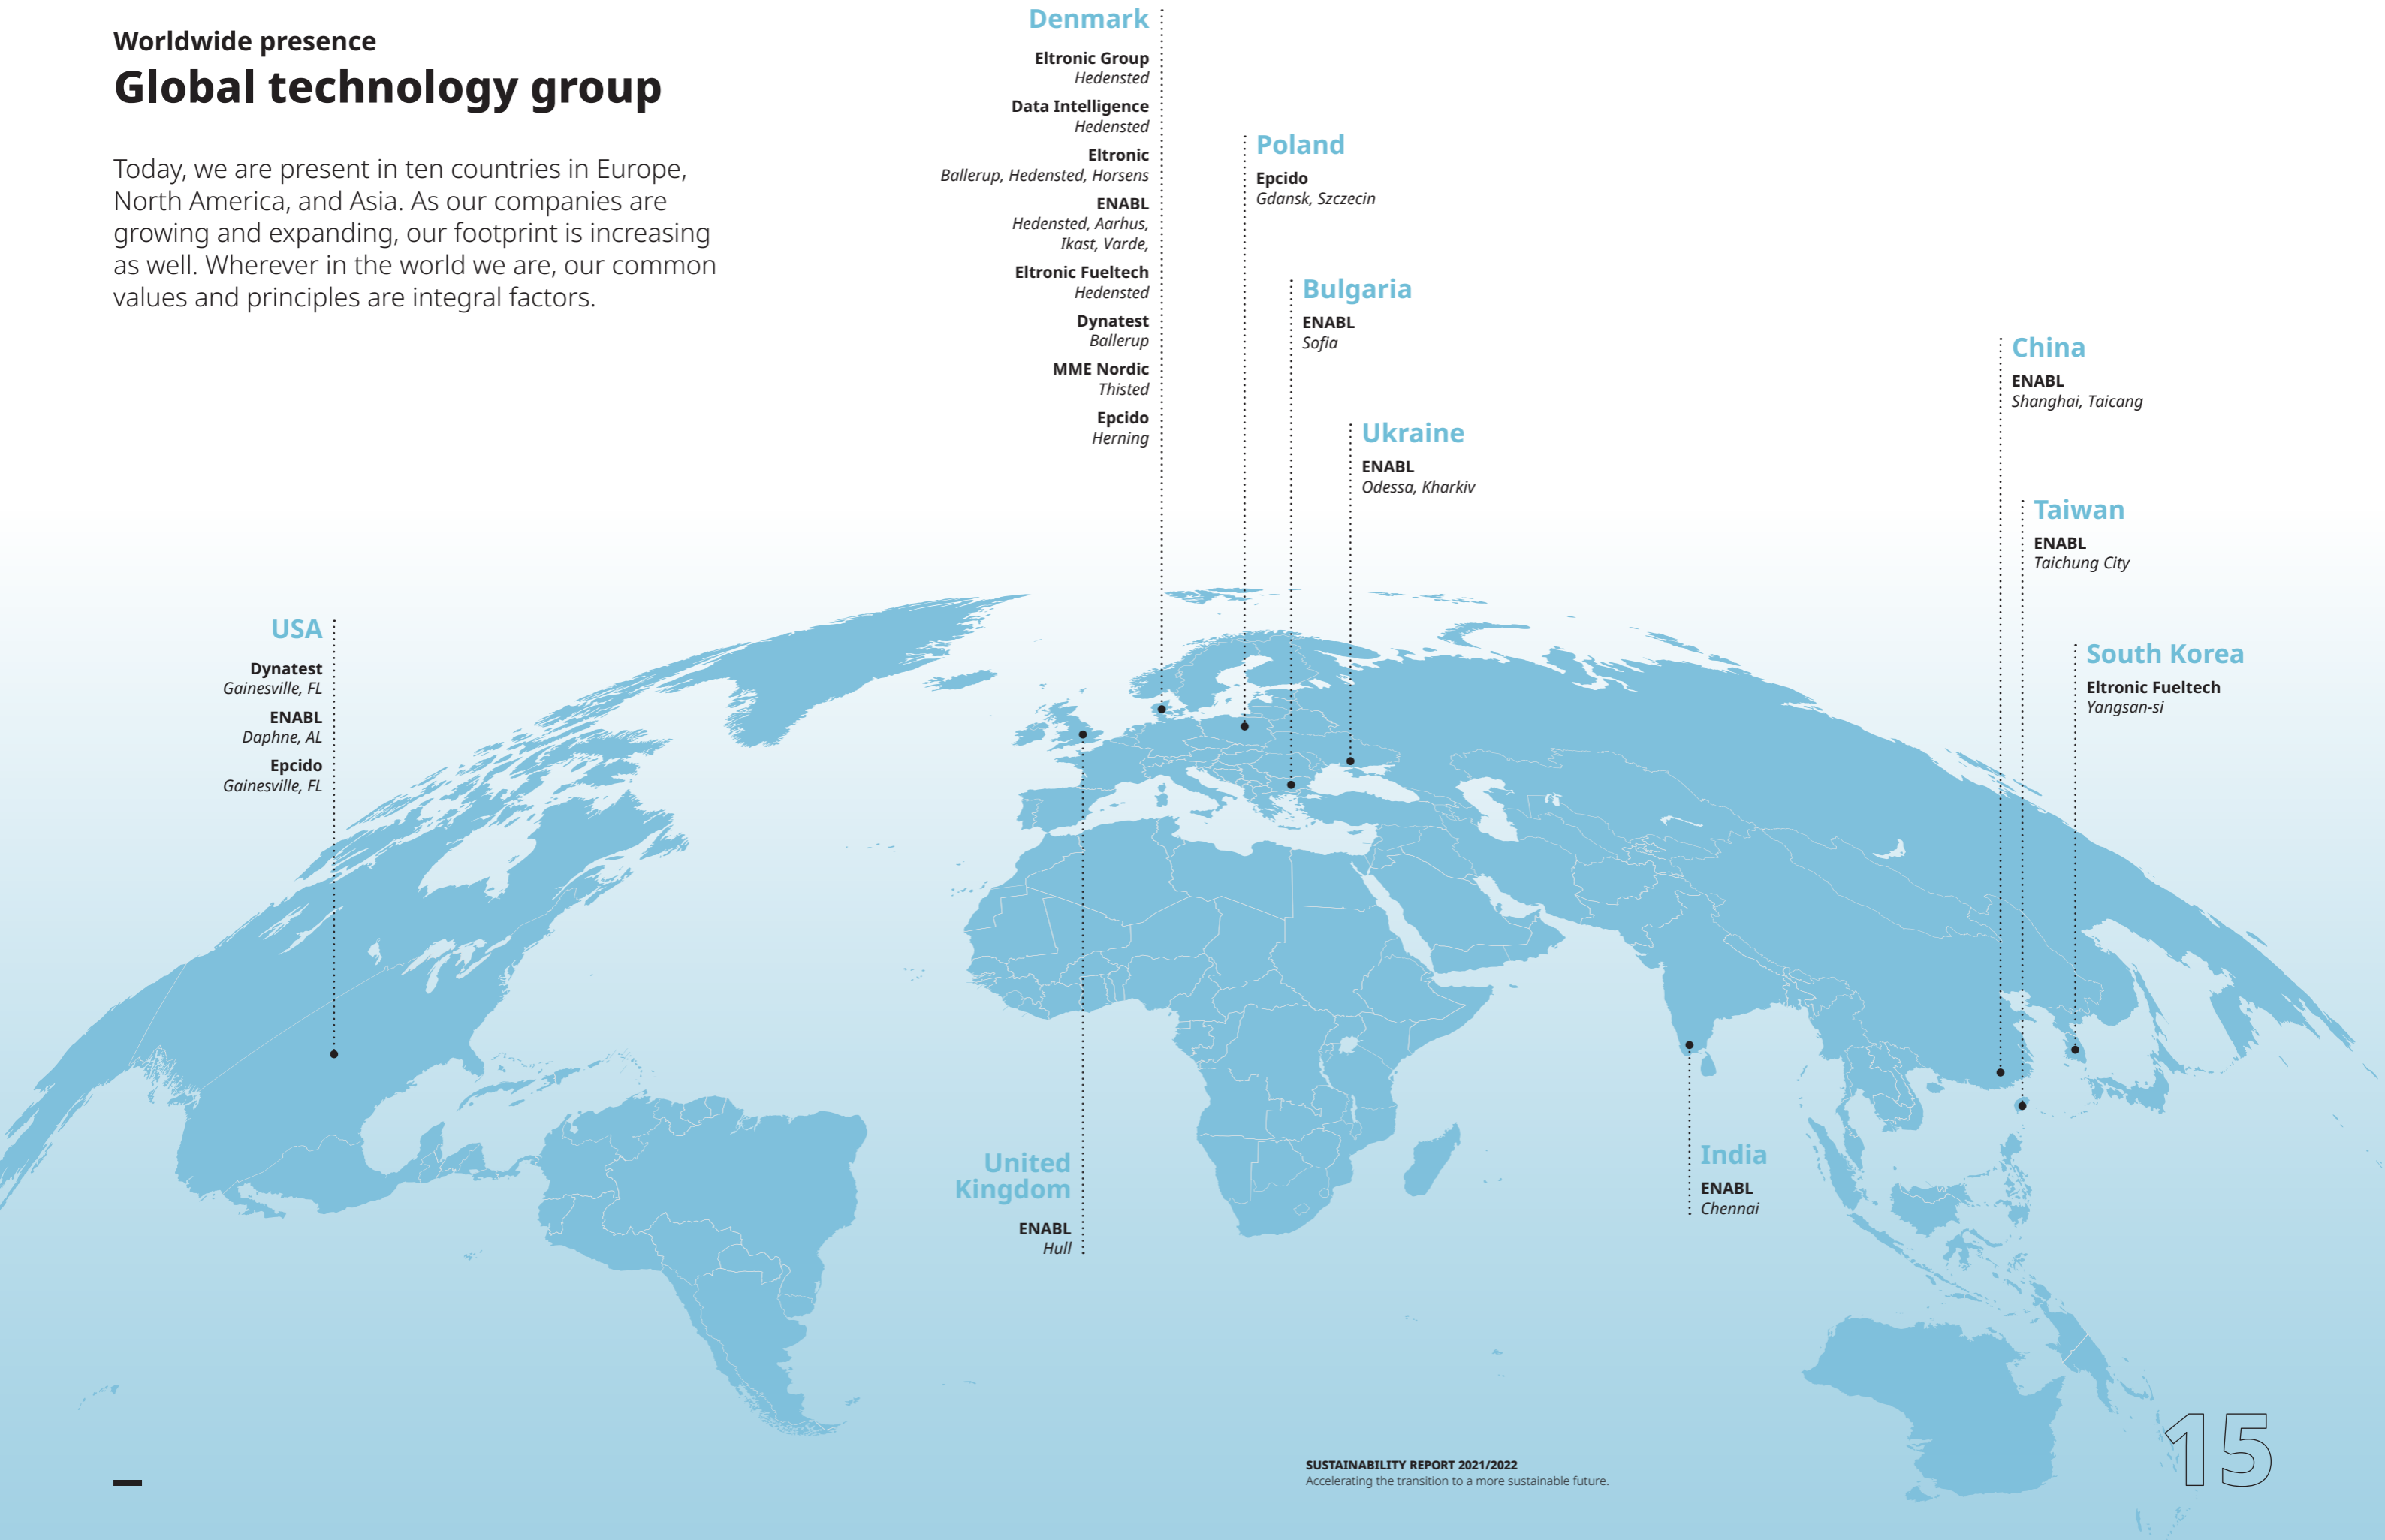 Worldwide presence
Global technology group
Today, we are present in ten countries in Europe,
North America, and Asia. As our companies are
growing and expanding, our footprint is increasing
as well. Wherever in the world we are, our common
values and principles are integral factors.
Denmark
Eltronic Group
Hedensted
Data Intelligence
Hedensted
Eltronic
Ballerup, Hedensted, Horsens
ENABL
Hedensted, Aarhus,
Ikast, Varde,
Eltronic Fueltech
Hedensted
Dynatest
Ballerup
MME Nordic
Thisted
Epcido
Herning
Poland
Epcido
Gdansk, Szczecin
Bulgaria
ENABL
Sofia
Ukraine
ENABL
Odessa, Kharkiv
China
ENABL
Shanghai, Taicang
Taiwan
ENABL
Taichung City
South Korea
Eltronic Fueltech
Yangsan-si
USA
Dynatest
Gainesville, FL
ENABL
Daphne, AL
Epcido
Gainesville, FL
United
Kingdom
ENABL
Hull
India
ENABL
Chennai
SUSTAINABILITY REPORT 2021/2022
Accelerating the transition to a more sustainable future.
15